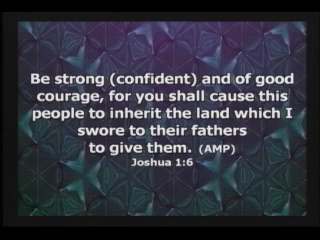 Be strong (confident) and of good
courage, for you shall cause this
people to inherit the land which I
swore to their fathers
to give them. (AMP)
Joshua 1:6